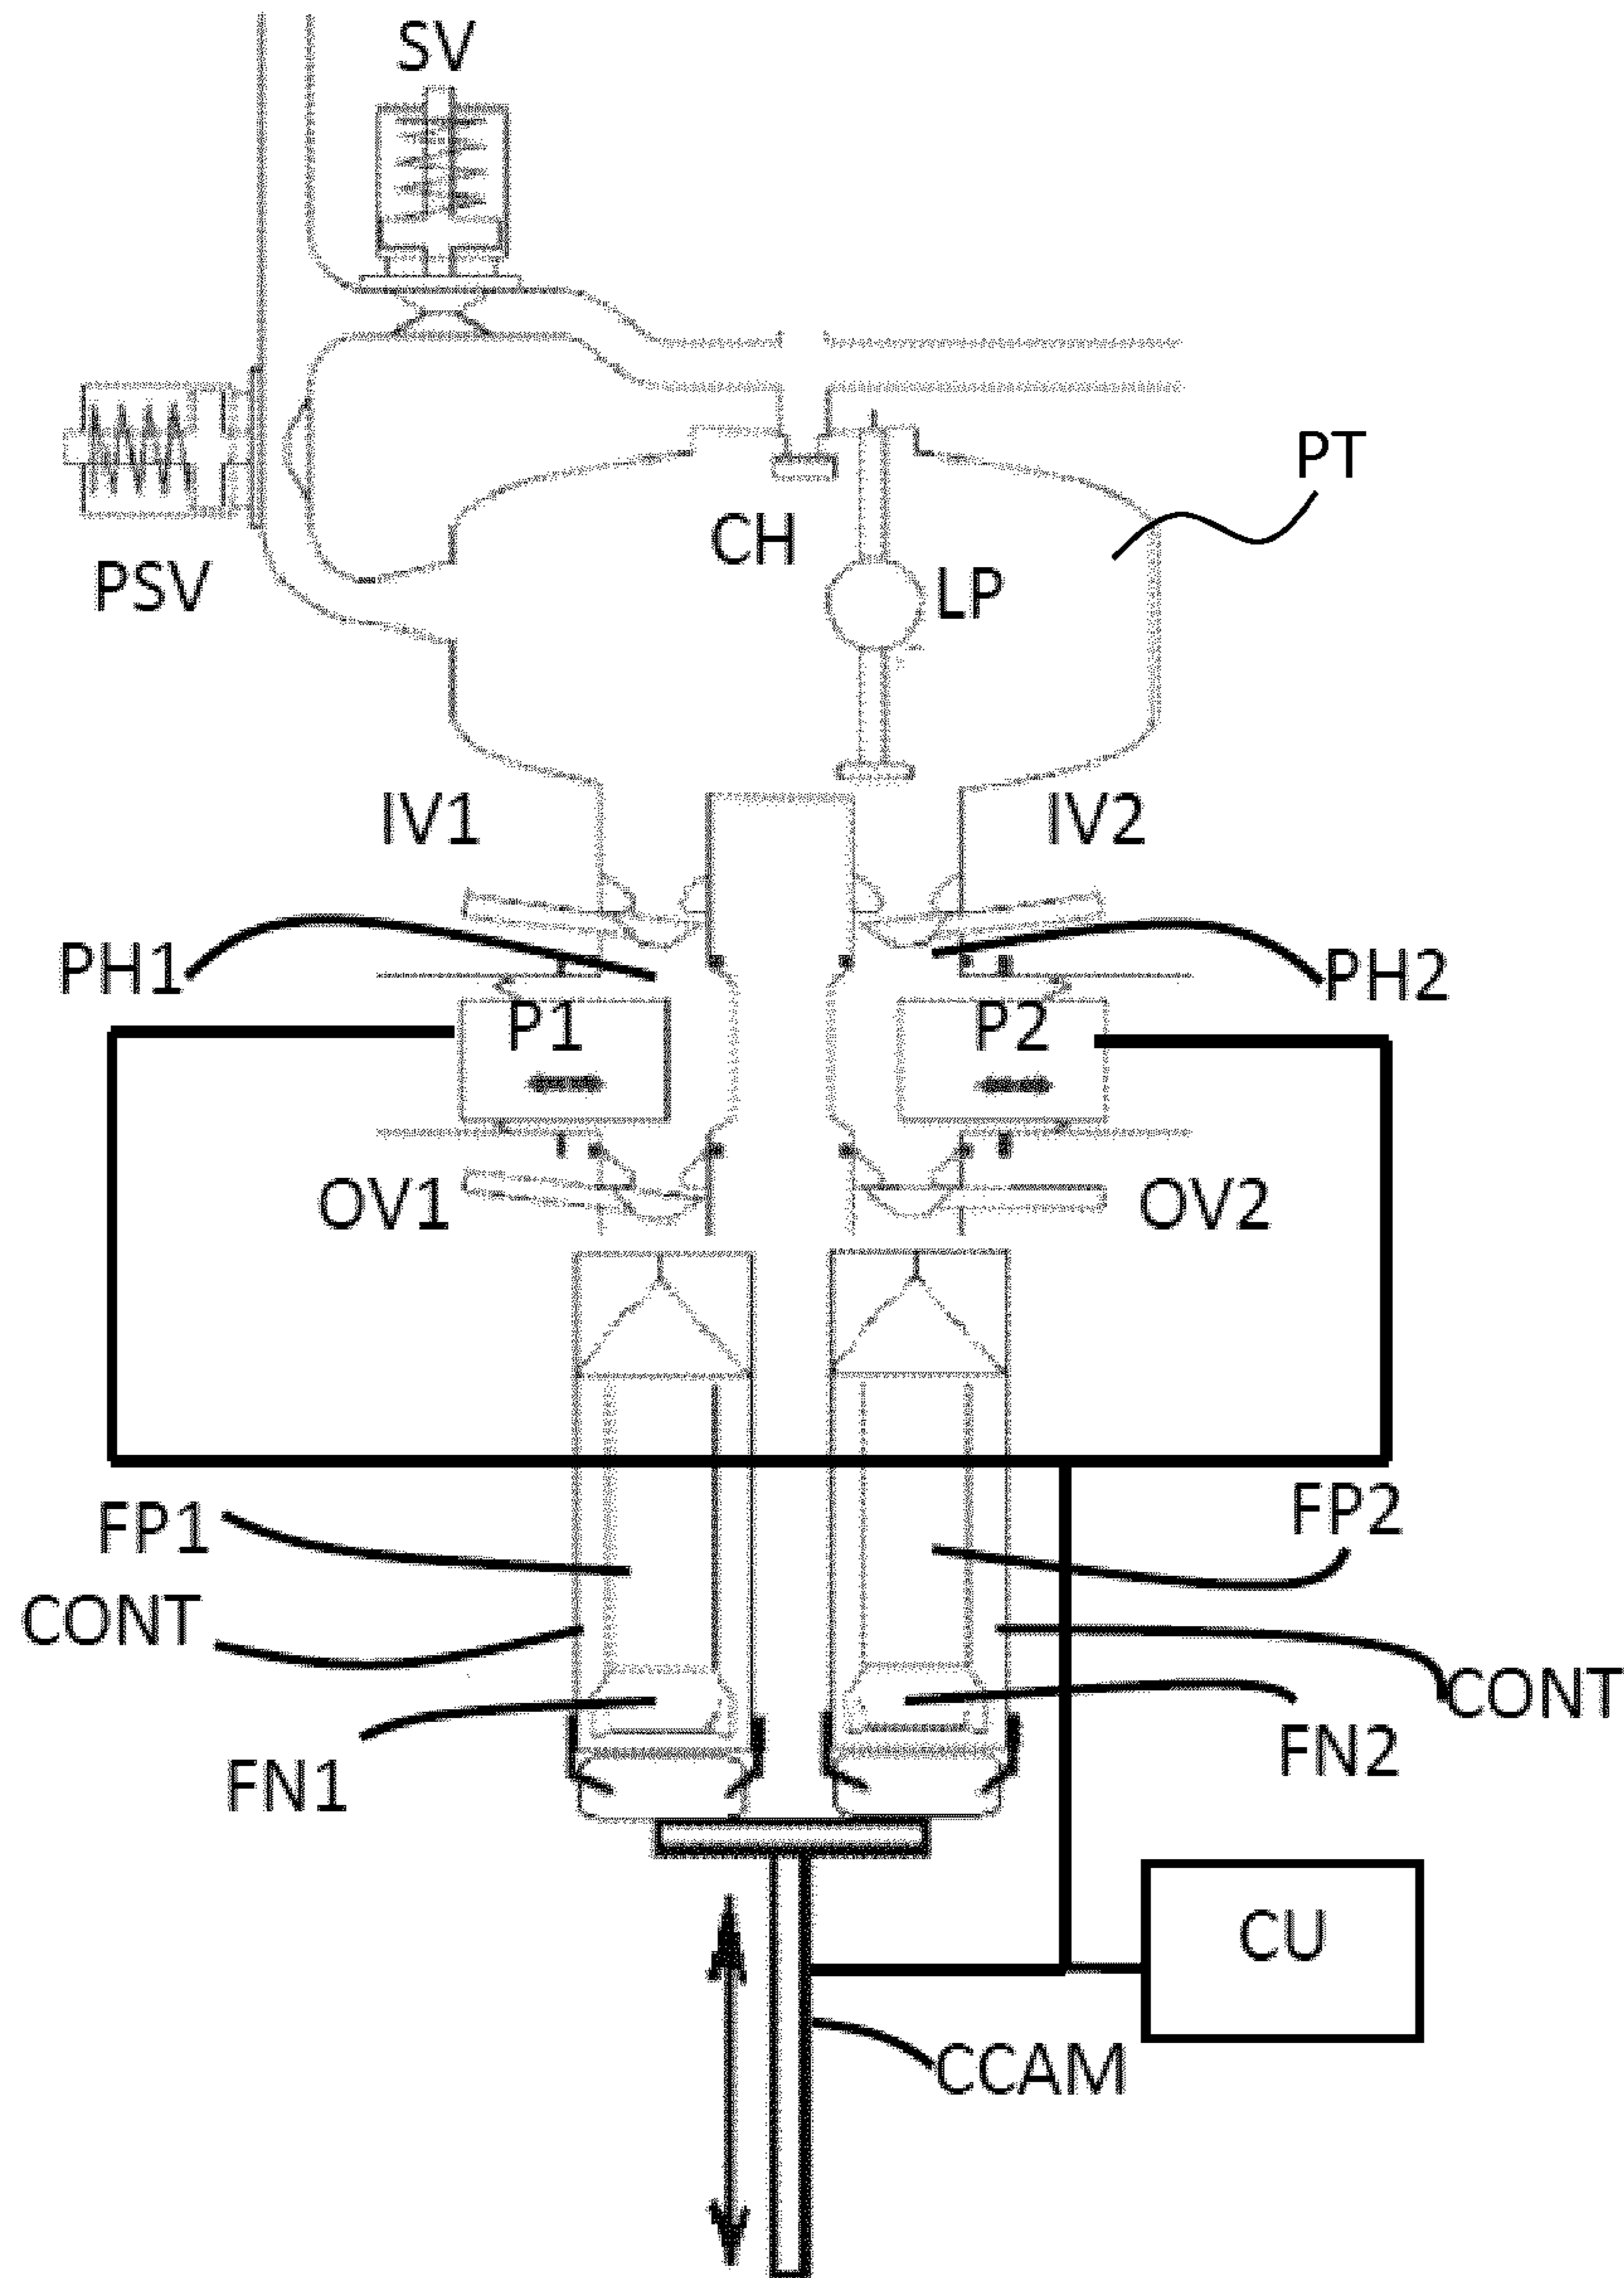 SV
PT
CH
PSV
LP
IV1
IV2
PH1
PH2
P1
P2
OV1
OV2
FP1
FP2
CONT
CONT
FN1
FN2
CU
CCAM